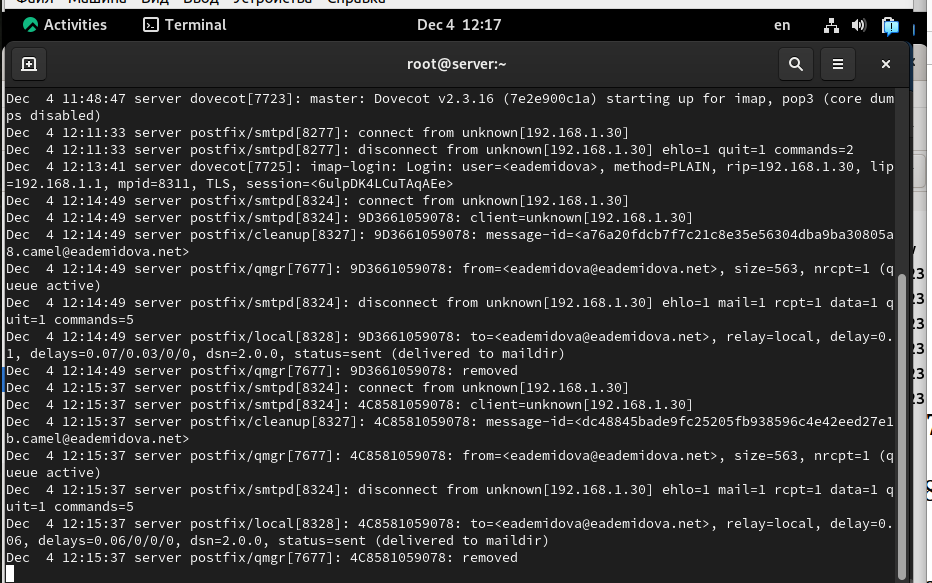 Файл Машина Вид Ввод Устройства Справка
Activities Terminal Dec 4 12:17 en
root@server:~
Dec  4 11:48:47 server dovecot[7723]: master: Dovecot v2.3.16 (7e2e900c1a) starting up for imap, pop3 (core dum
ps disabled)
Dec  4 12:11:33 server postfix/smtpd[8277]: connect from unknown[192.168.1.30]
Dec  4 12:11:33 server postfix/smtpd[8277]: disconnect from unknown[192.168.1.30] ehlo=1 quit=1 commands=2
Dec  4 12:13:41 server dovecot[7725]: imap-login: Login: user=<eademidova>, method=PLAIN, rip=192.168.1.30, lip
=192.168.1.1, mpid=8311, TLS, session=<6ulpDK4LCuTAqAEe>
Dec  4 12:14:49 server postfix/smtpd[8324]: connect from unknown[192.168.1.30]
Dec  4 12:14:49 server postfix/smtpd[8324]: 9D3661059078: client=unknown[192.168.1.30]
Dec  4 12:14:49 server postfix/cleanup[8327]: 9D3661059078: message-id=<a76a20fdcb7f7c21c8e35e56304dba9ba30805a
8.camel@eademidova.net>
Dec  4 12:14:49 server postfix/qmgr[7677]: 9D3661059078: from=<eademidova@eademidova.net>, size=563, nrcpt=1 (q
ueue active)
Dec  4 12:14:49 server postfix/smtpd[8324]: disconnect from unknown[192.168.1.30] ehlo=1 mail=1 rcpt=1 data=1 q
uit=1 commands=5
Dec  4 12:14:49 server postfix/local[8328]: 9D3661059078: to=<eademidova@eademidova.net>, relay=local, delay=0.
1, delays=0.07/0.03/0/0, dsn=2.0.0, status=sent (delivered to maildir)
Dec  4 12:14:49 server postfix/qmgr[7677]: 9D3661059078: removed
Dec  4 12:15:37 server postfix/smtpd[8324]: connect from unknown[192.168.1.30]
Dec  4 12:15:37 server postfix/smtpd[8324]: 4C8581059078: client=unknown[192.168.1.30]
Dec  4 12:15:37 server postfix/cleanup[8327]: 4C8581059078: message-id=<dc48845bade9fc25205fb938596c4e42eed27e1
b.camel@eademidova.net>
Dec  4 12:15:37 server postfix/qmgr[7677]: 4C8581059078: from=<eademidova@eademidova.net>, size=563, nrcpt=1 (q
ueue active)
Dec  4 12:15:37 server postfix/smtpd[8324]: disconnect from unknown[192.168.1.30] ehlo=1 mail=1 rcpt=1 data=1 q
uit=1 commands=5
Dec  4 12:15:37 server postfix/local[8328]: 4C8581059078: to=<eademidova@eademidova.net>, relay=local, delay=0.
06, delays=0.06/0/0/0, dsn=2.0.0, status=sent (delivered to maildir)
Dec  4 12:15:37 server postfix/qmgr[7677]: 4C8581059078: removed